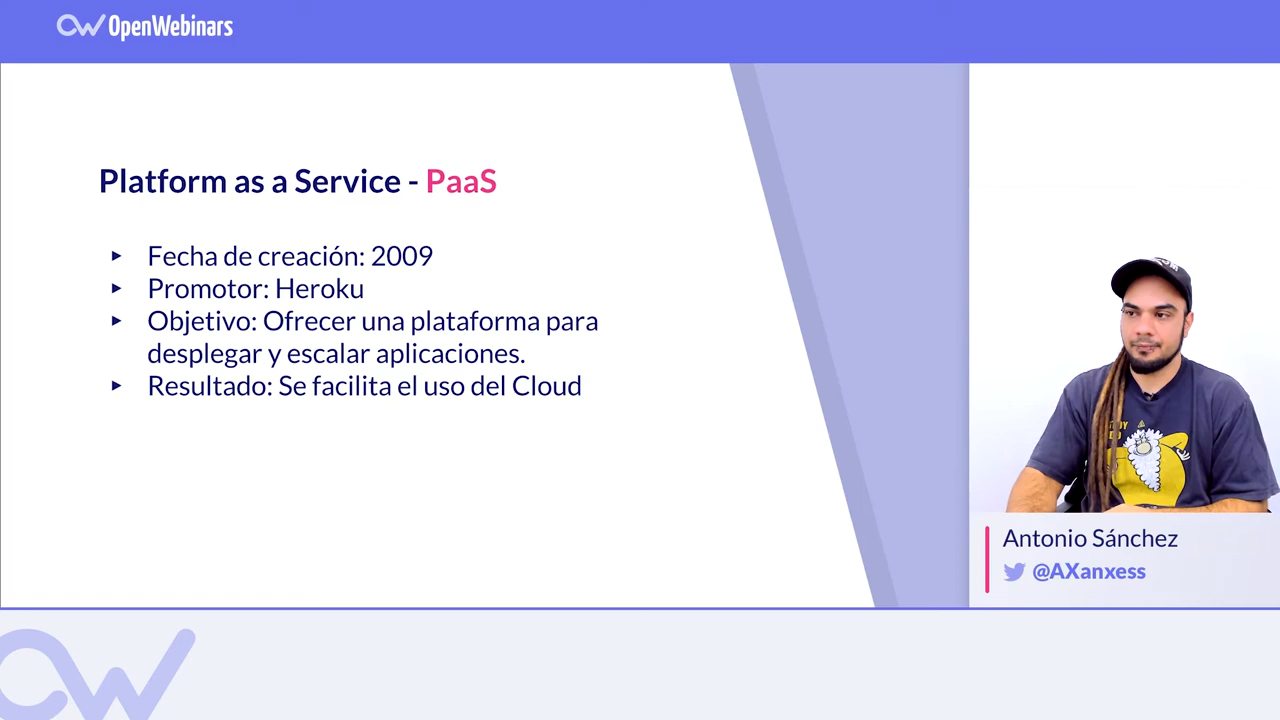 OpenWebinars
Platform as a Service - PaaS
▸ Fecha de creación: 2009
▸ Promotor: Heroku
▸ Objetivo: Ofrecer una plataforma para
desplegar y escalar aplicaciones.
▸ Resultado: Se facilita el uso del Cloud
Antonio Sánchez
@AXanxess